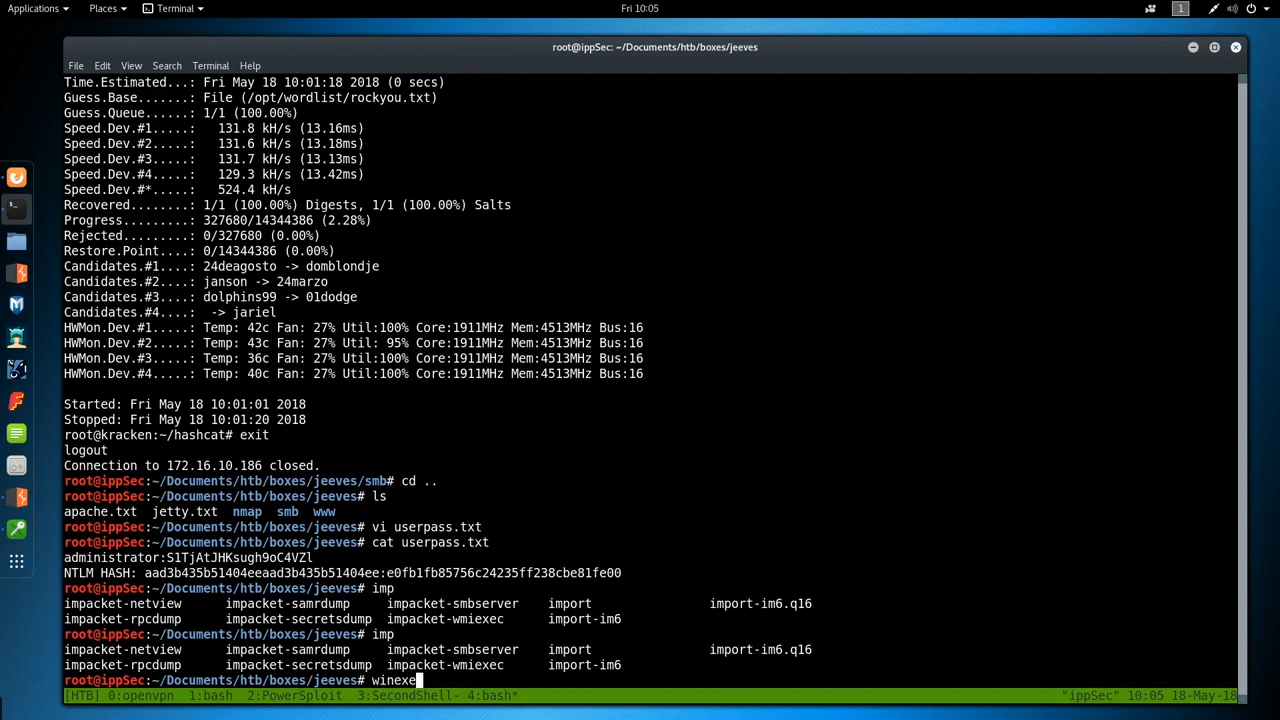 Applications Places Terminal Fri 10:05 1
root@ippSec: ~/Documents/htb/boxes/jeeves
File Edit View Search Terminal Help
Time.Estimated...: Fri May 18 10:01:18 2018 (0 secs)
Guess.Base.......: File (/opt/wordlist/rockyou.txt)
Guess.Queue......: 1/1 (100.00%)
Speed.Dev.#1.....:   131.8 kH/s (13.16ms)
Speed.Dev.#2.....:   131.6 kH/s (13.18ms)
Speed.Dev.#3.....:   131.7 kH/s (13.13ms)
Speed.Dev.#4.....:   129.3 kH/s (13.42ms)
Speed.Dev.#*.....:   524.4 kH/s
Recovered........: 1/1 (100.00%) Digests, 1/1 (100.00%) Salts
Progress.........: 327680/14344386 (2.28%)
Rejected.........: 0/327680 (0.00%)
Restore.Point....: 0/14344386 (0.00%)
Candidates.#1....: 24deagosto -> domblondje
Candidates.#2....: janson -> 24marzo
Candidates.#3....: dolphins99 -> 01dodge
Candidates.#4....:  -> jariel
HWMon.Dev.#1.....: Temp: 42c Fan: 27% Util:100% Core:1911MHz Mem:4513MHz Bus:16
HWMon.Dev.#2.....: Temp: 43c Fan: 27% Util: 95% Core:1911MHz Mem:4513MHz Bus:16
HWMon.Dev.#3.....: Temp: 36c Fan: 27% Util:100% Core:1911MHz Mem:4513MHz Bus:16
HWMon.Dev.#4.....: Temp: 40c Fan: 27% Util:100% Core:1911MHz Mem:4513MHz Bus:16
Started: Fri May 18 10:01:01 2018
Stopped: Fri May 18 10:01:20 2018
root@kracken:~/hashcat# exit
logout
Connection to 172.16.10.186 closed.
root@ippSec:~/Documents/htb/boxes/jeeves/smb# cd ..
root@ippSec:~/Documents/htb/boxes/jeeves# ls
apache.txt  jetty.txt  nmap  smb  www
root@ippSec:~/Documents/htb/boxes/jeeves# vi userpass.txt
root@ippSec:~/Documents/htb/boxes/jeeves# cat userpass.txt
administrator:S1TjAtJHKsugh9oC4VZl
NTLM HASH: aad3b435b51404eeaad3b435b51404ee:e0fb1fb85756c24235ff238cbe81fe00
root@ippSec:~/Documents/htb/boxes/jeeves# imp
impacket-netview      impacket-samrdump     impacket-smbserver    import                import-im6.q16
impacket-rpcdump      impacket-secretsdump  impacket-wmiexec      import-im6
root@ippSec:~/Documents/htb/boxes/jeeves# imp
impacket-netview      impacket-samrdump     impacket-smbserver    import                import-im6.q16
impacket-rpcdump      impacket-secretsdump  impacket-wmiexec      import-im6
root@ippSec:~/Documents/htb/boxes/jeeves# winexe
[HTB] 0:openvpn  1:bash  2:PowerSploit  3:SecondShell- 4:bash* "ippSec" 10:05 18-May-18